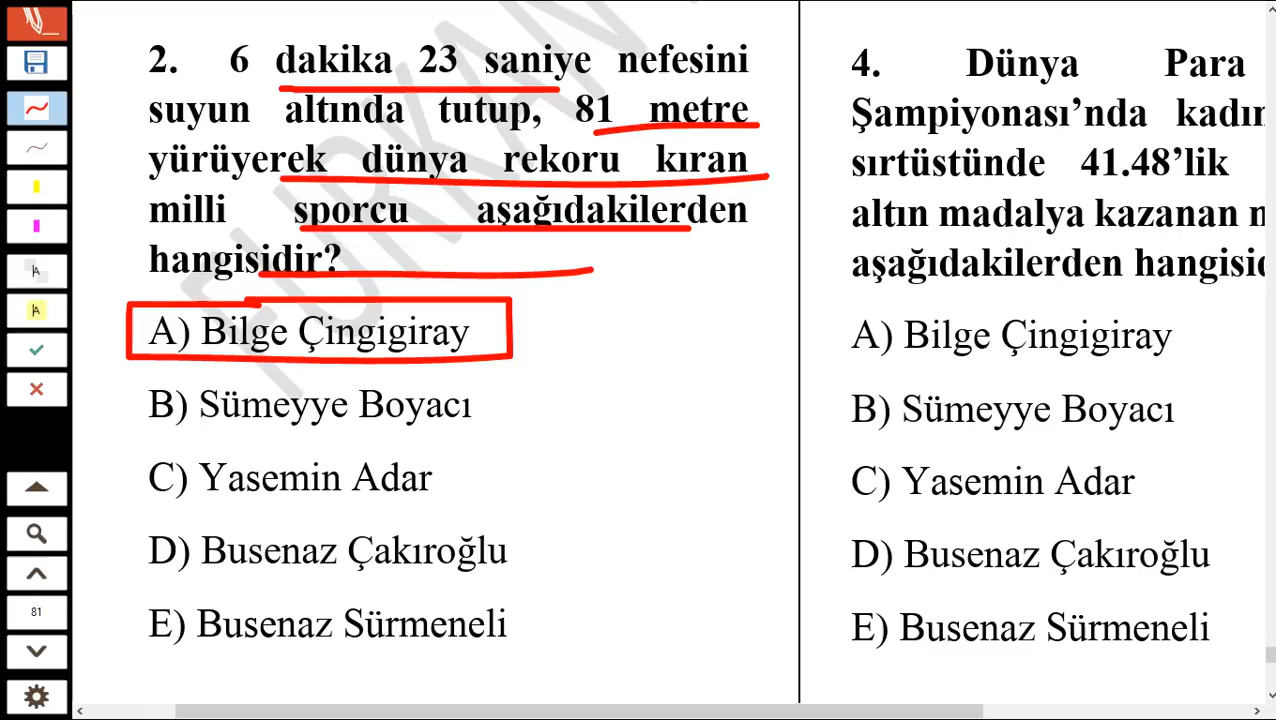 2. 6 dakika 23 saniye nefesini
suyun altında tutup, 81 metre
yürüyerek dünya rekoru kıran
milli sporcu aşağıdakilerden
hangisidir?
A) Bilge Çingigiray
B) Sümeyye Boyacı
C) Yasemin Adar
D) Busenaz Çakıroğlu
E) Busenaz Sürmeneli
4. Dünya Para
Şampiyonası’nda
sırtüstünde 41.48’lik
altın madalya kazanan
aşağıdakilerden
A) Bilge Çingigiray
B) Sümeyye Boyacı
C) Yasemin Adar
D) Busenaz Çakıroğlu
E) Busenaz Sürmeneli
FURKAN
81